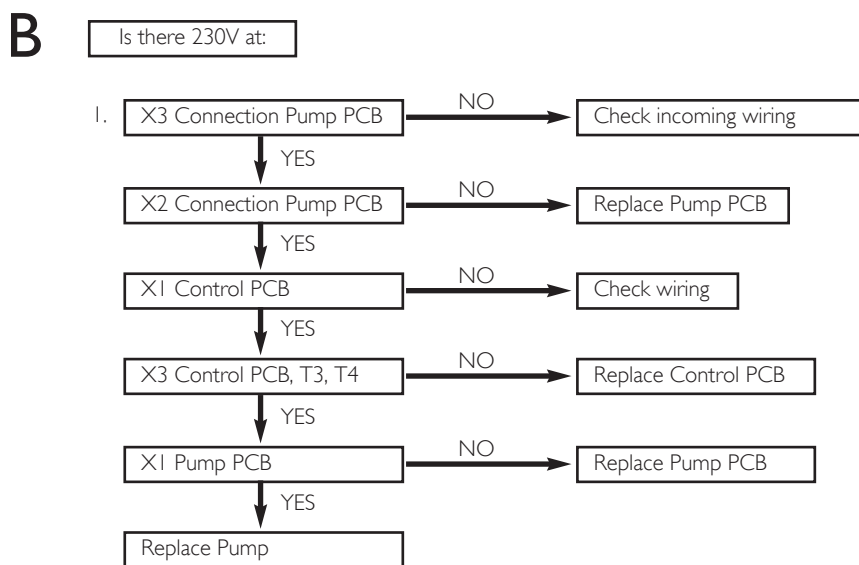 B
Is there 230V at:
1. X3 Connection Pump PCB
NO
Check incoming wiring
YES
X2 Connection Pump PCB
NO
Replace Pump PCB
YES
X1 Control PCB
NO
Check wiring
YES
X3 Control PCB, T3, T4
NO
Replace Control PCB
YES
X1 Pump PCB
NO
Replace Pump PCB
YES
Replace Pump